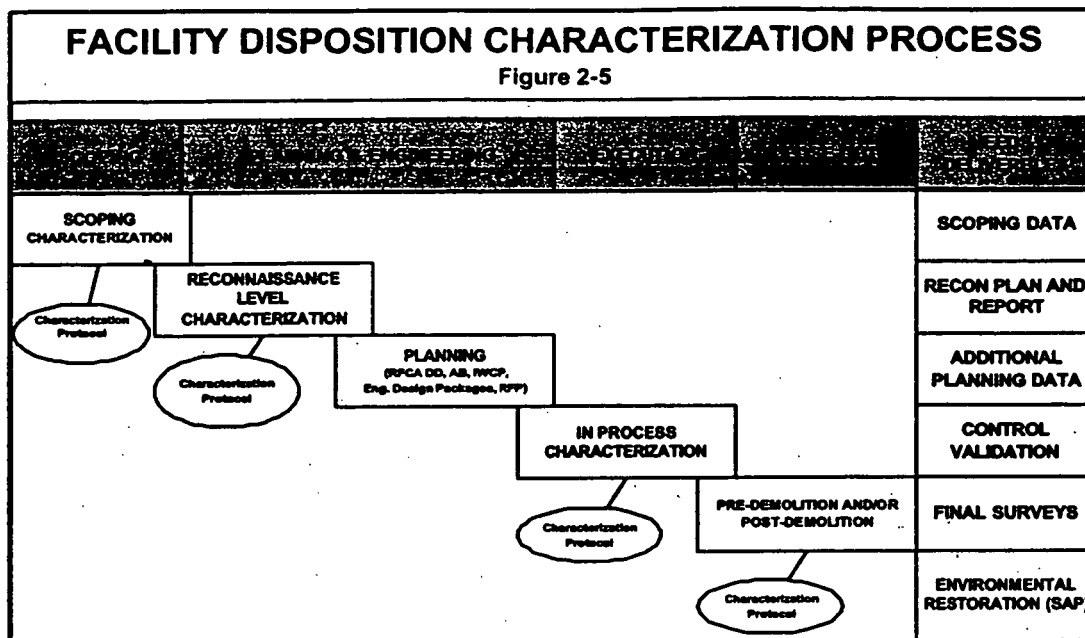 FACILITY DISPOSITION CHARACTERIZATION PROCESS
Figure 2-5
SCOPING
CHARACTERIZATION
SCOPING DATA
RECONNAISSANCE
LEVEL
CHARACTERIZATION
RECON PLAN AND
REPORT
Characterization
Protocol
PLANNING
(RFCA DD, AB, IWCP,
Eng. Design Packages, RFP)
ADDITIONAL
PLANNING DATA
Characterization
Protocol
IN PROCESS
CHARACTERIZATION
CONTROL
VALIDATION
PRE-DEMOLITION AND/OR
POST-DEMOLITION
FINAL SURVEYS
Characterization
Protocol
Characterization
Protocol
ENVIRONMENTAL
RESTORATION (SAP)